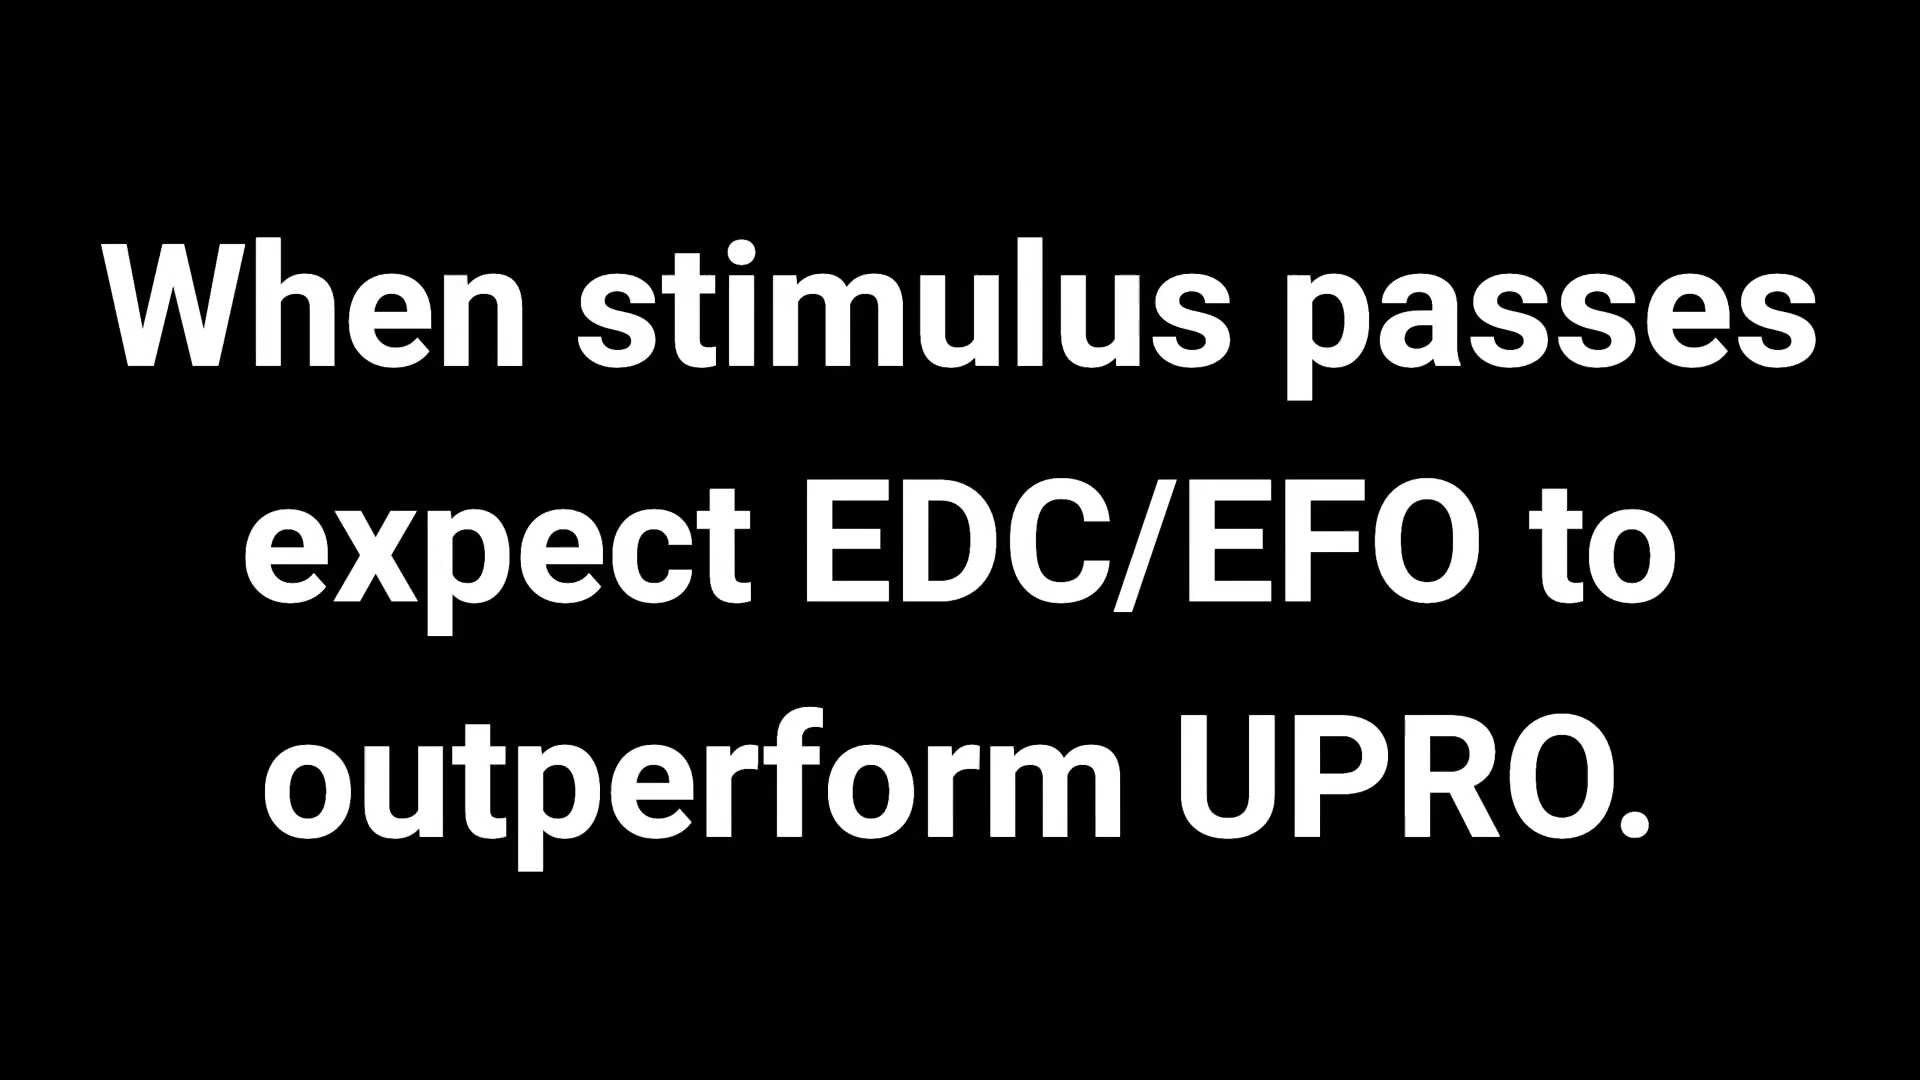 When stimulus passes
expect EDC/EFO to
outperform UPRO.